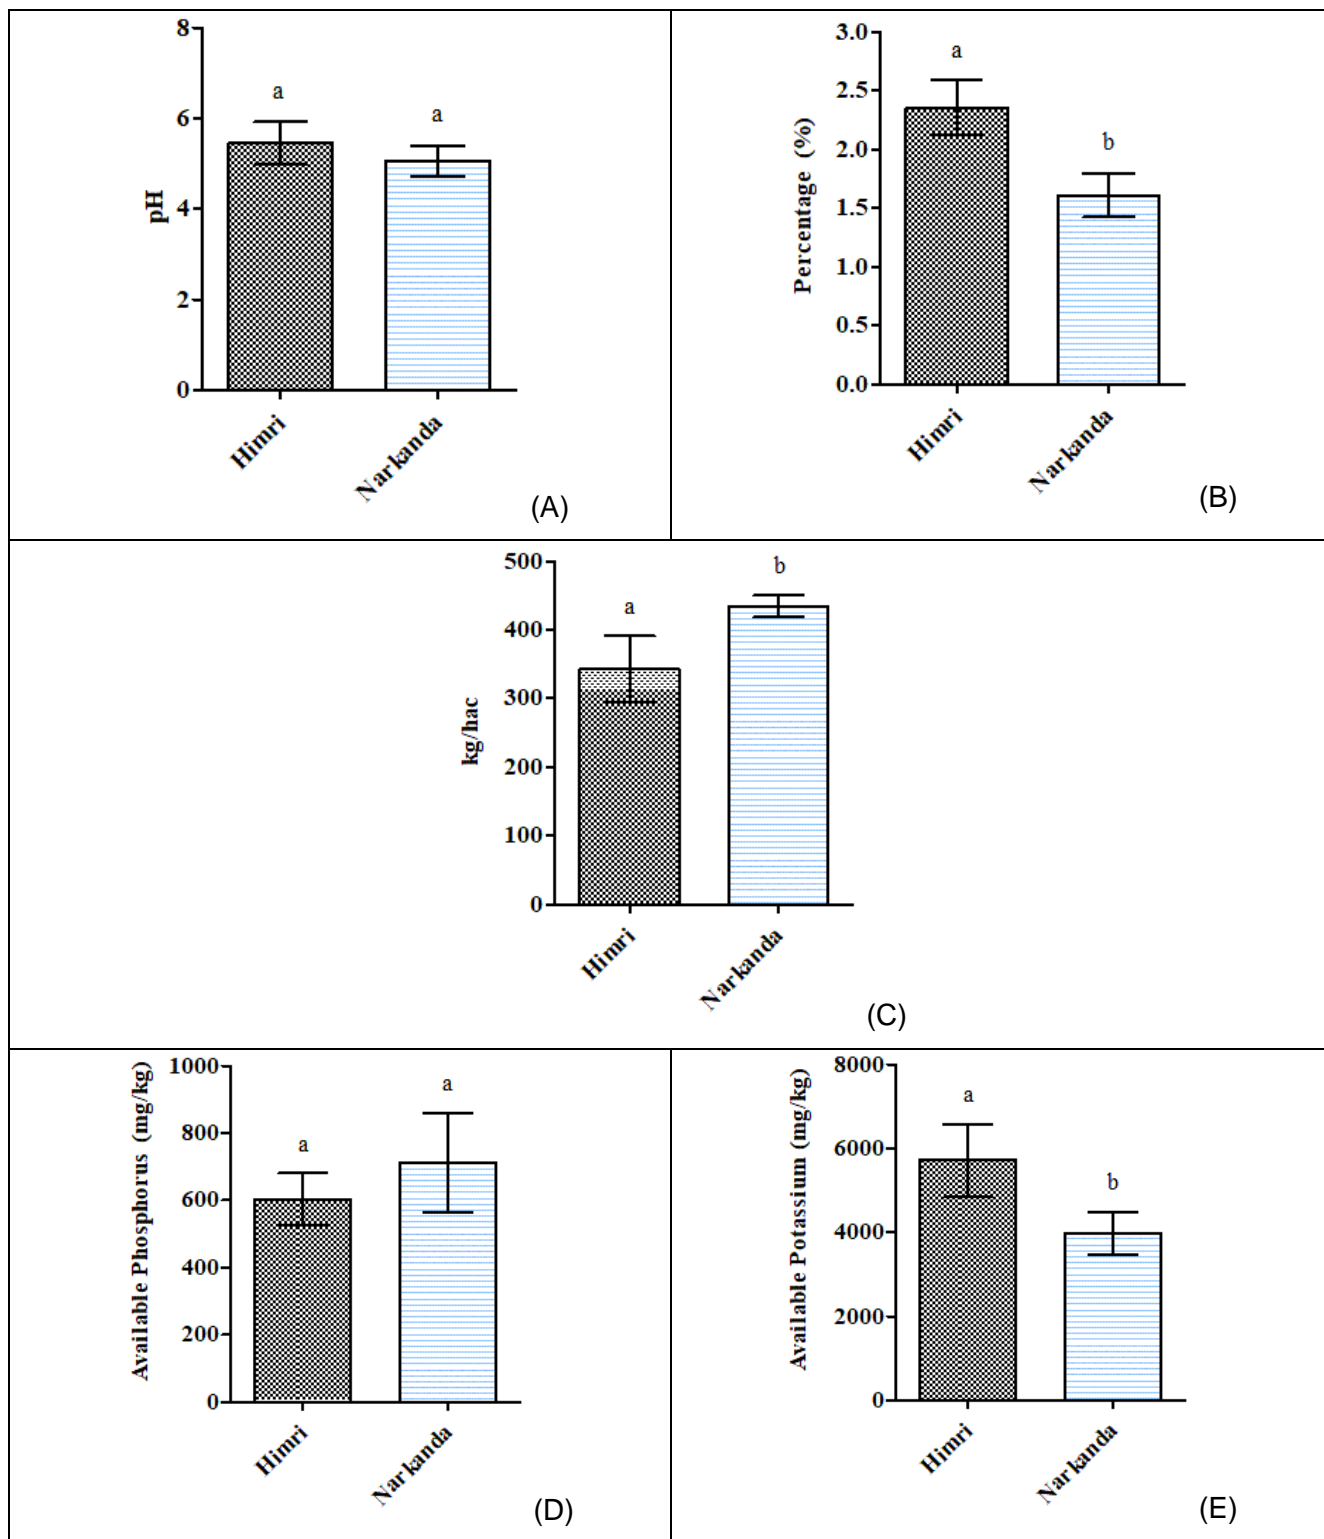 8
6
4
2
0
pH
a
a
Himri
Narkanda
(A)
3.0
2.5
2.0
1.5
1.0
0.5
0.0
Percentage (%)
a
b
Himri
Narkanda
(B)
500
400
300
200
100
0
kg/hac
a
b
Himri
Narkanda
(C)
1000
800
600
400
200
0
Available Phosphorus (mg/kg)
a
a
Himri
Narkanda
(D)
8000
6000
4000
2000
0
Available Potassium (mg/kg)
a
b
Himri
Narkanda
(E)